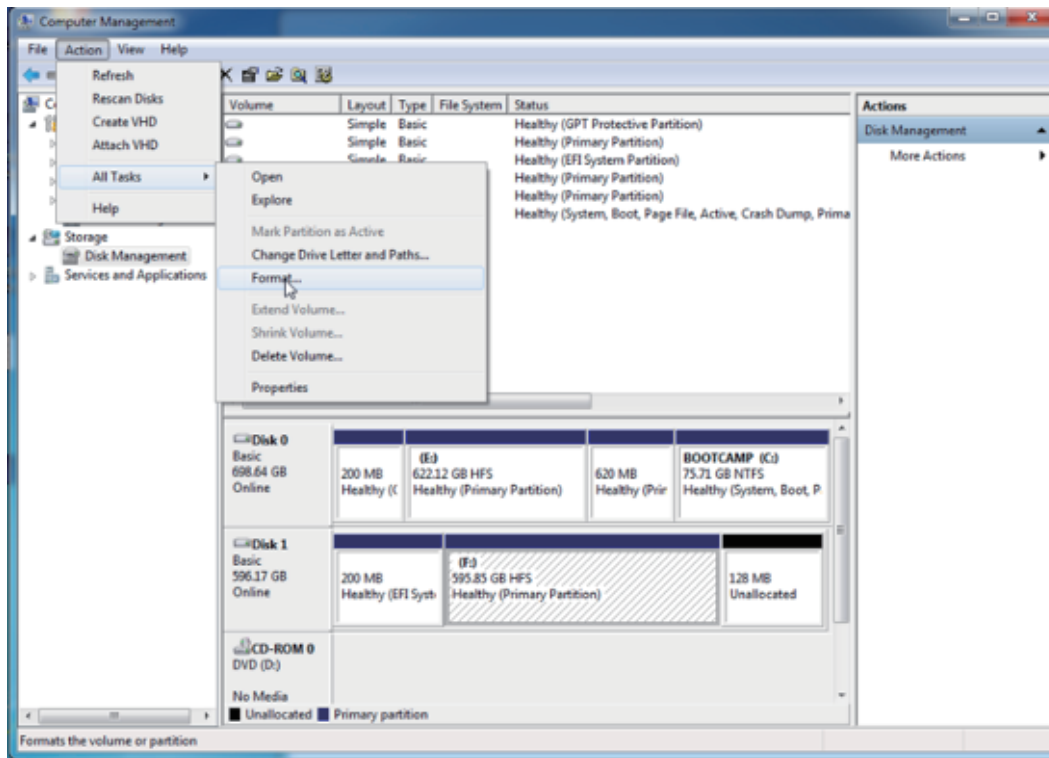 Computer Management
File Action View Help
Refresh
Rescan Disks
Create VHD
Attach VHD
All Tasks
Help
Open
Explore
Mark Partition as Active
Change Drive Letter and Paths...
Format...
Extend Volume...
Shrink Volume...
Delete Volume...
Properties
Storage
Disk Management
Services and Applications
Volume Layout Type File System Status
Simple Basic Healthy (GPT Protective Partition)
Simple Basic Healthy (Primary Partition)
Simple Basic Healthy (EFI System Partition)
Healthy (Primary Partition)
Healthy (Primary Partition)
Healthy (System, Boot, Page File, Active, Crash Dump, Prima
Actions
Disk Management
More Actions
Disk 0
Basic
698.64 GB
Online
200 MB
Healthy (
(E:)
622.12 GB HFS
Healthy (Primary Partition)
620 MB
Healthy (Prir
BOOTCAMP (C:)
75.71 GB NTFS
Healthy (System, Boot, P
Disk 1
Basic
596.17 GB
Online
200 MB
Healthy (EFI Syst
(F:)
595.85 GB HFS
Healthy (Primary Partition)
128 MB
Unallocated
CD-ROM 0
DVD (D:)
No Media
Unallocated Primary partition
Formats the volume or partition